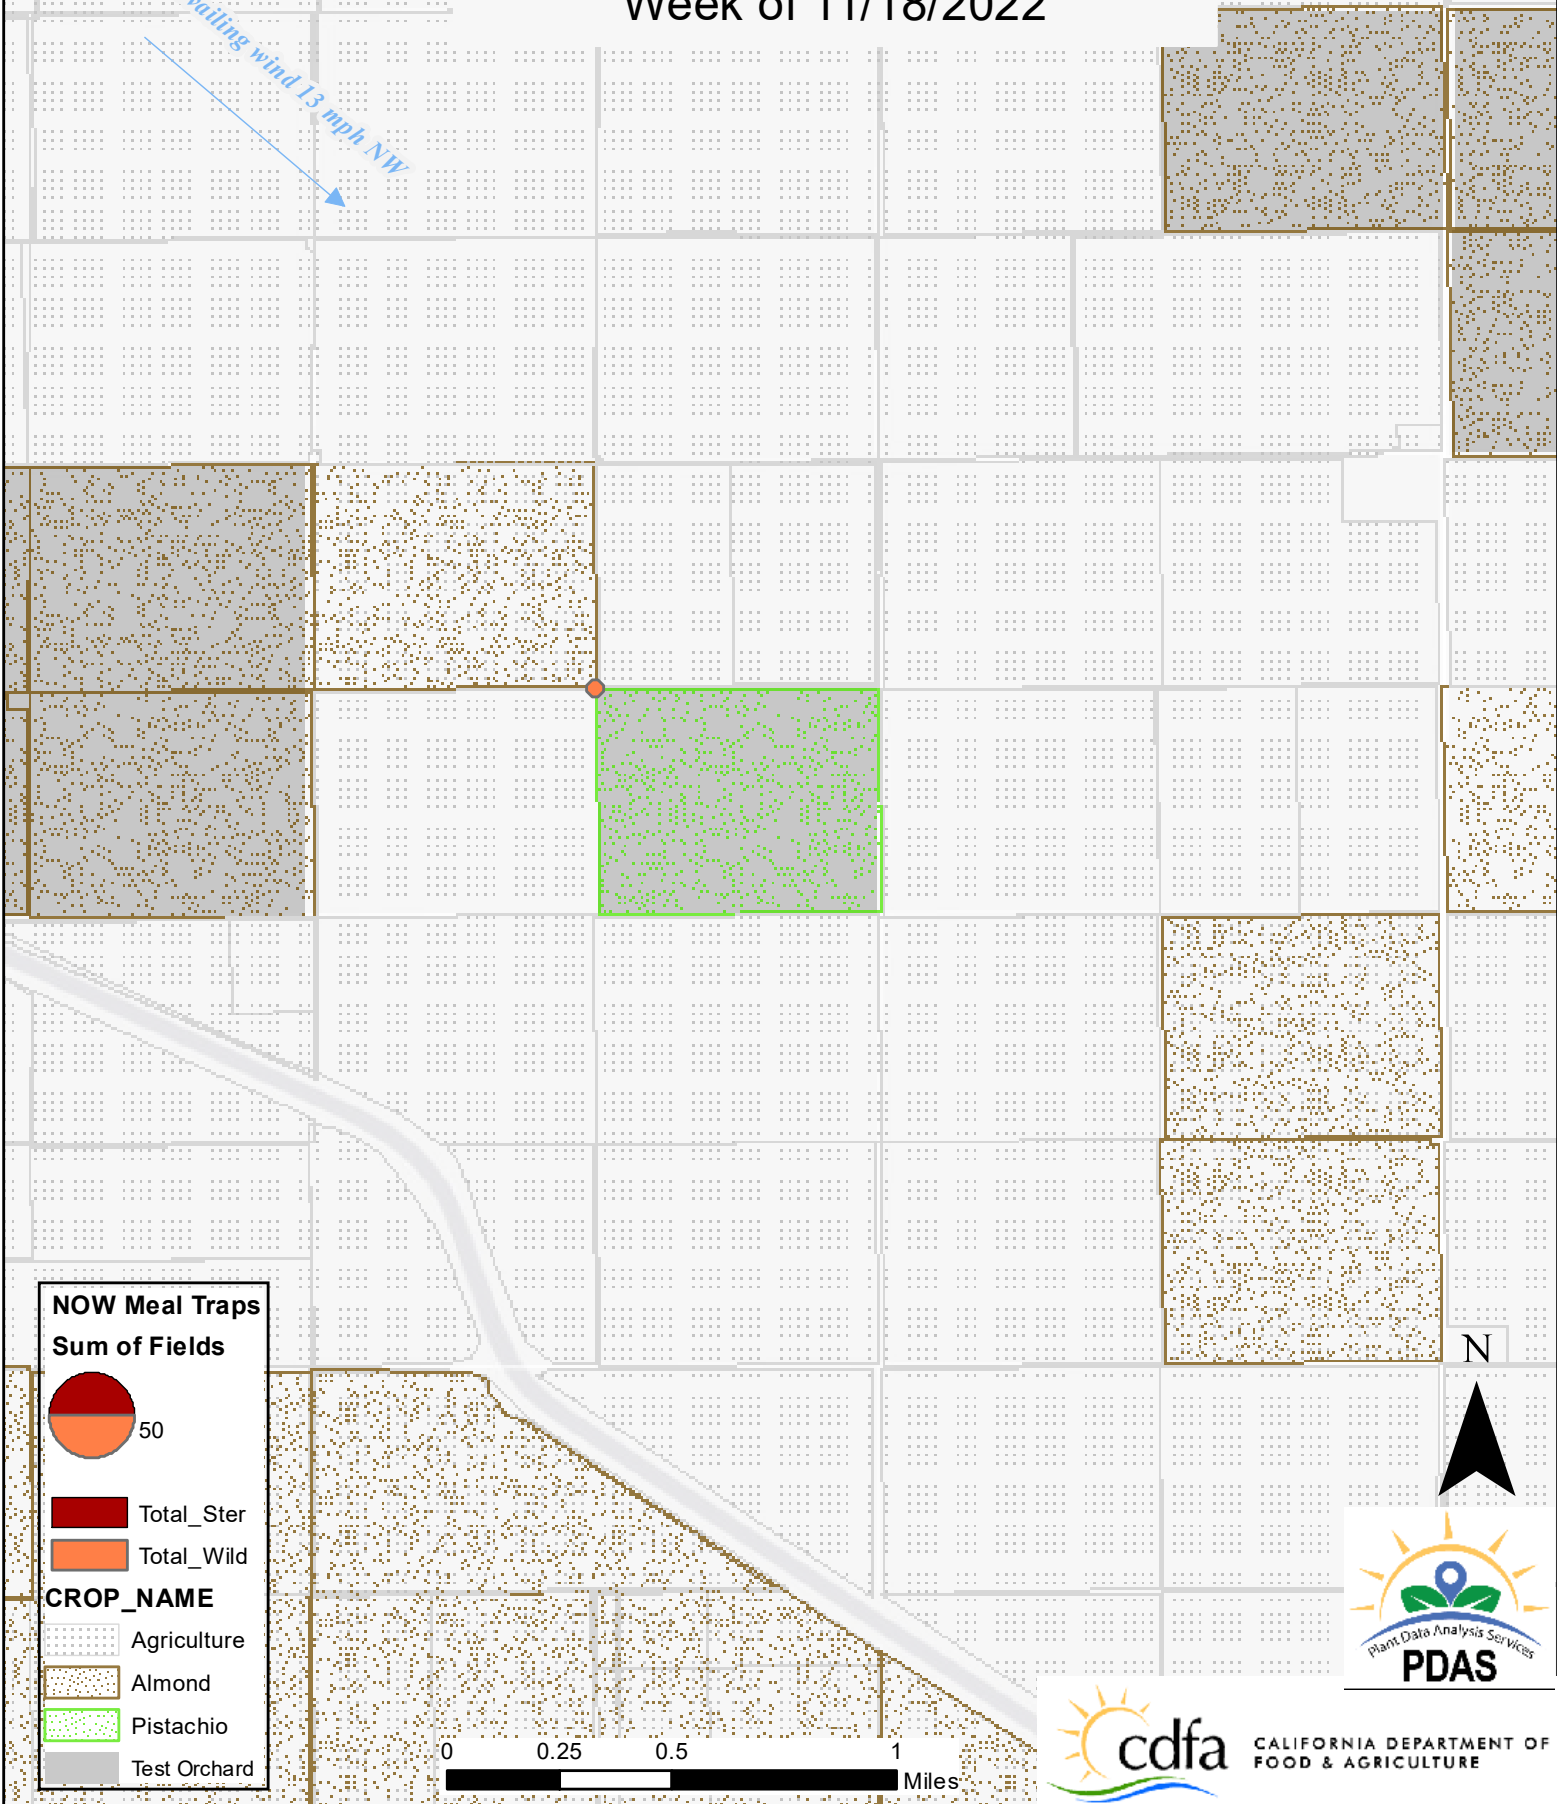 Week of 11/18/2022
wind 13 mph NW
NOW Meal Traps
Sum of Fields
50
Total_Ster
Total_Wild
CROP_NAME
Agriculture
Almond
Pistachio
Test Orchard
0 0.25 0.5 1
Miles
N
Plant Data Analysis Services
PDAS
cdfa
CALIFORNIA DEPARTMENT OF
FOOD & AGRICULTURE